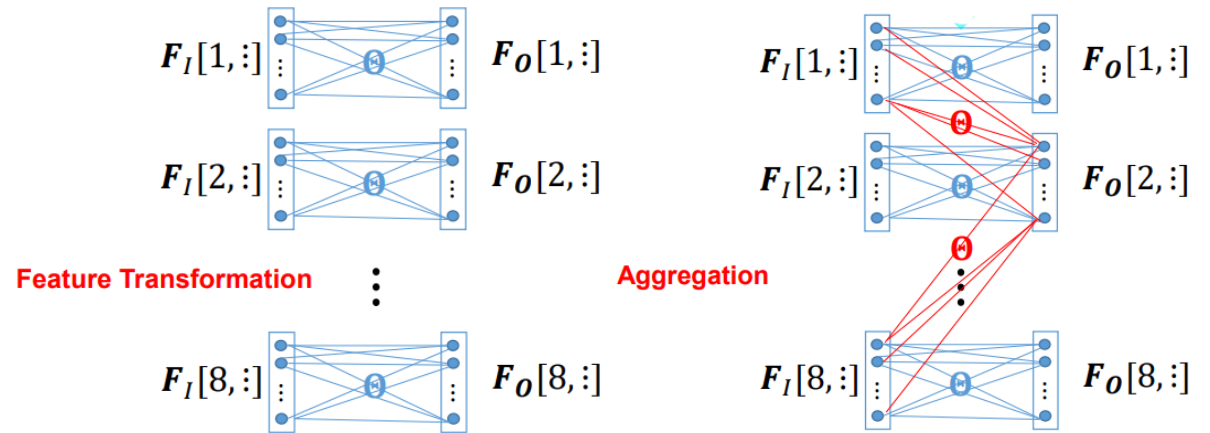 F_I[1,⋮] Θ F_O[1,⋮]
F_I[2,⋮] Θ F_O[2,⋮]
Feature Transformation
F_I[8,⋮] Θ F_O[8,⋮]
F_I[1,⋮] Θ F_O[1,⋮]
Θ
F_I[2,⋮] Θ F_O[2,⋮]
Θ
Aggregation
F_I[8,⋮] Θ F_O[8,⋮]